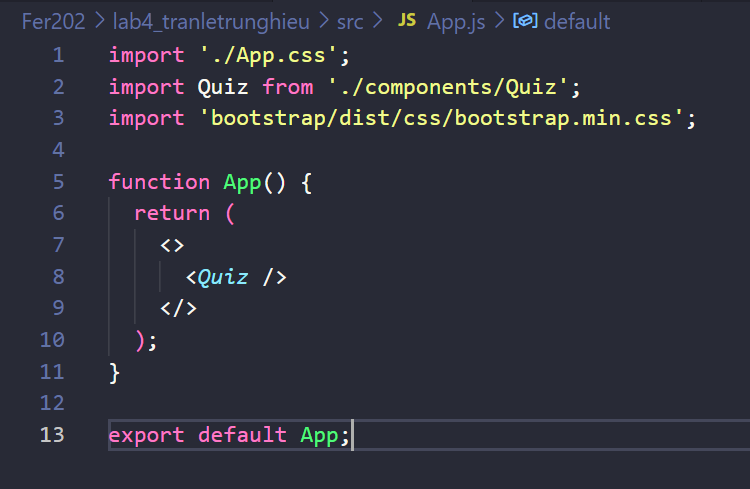 Fer202 > lab4_tranletrunghieu > src > JS App.js > default
1 import './App.css';
2 import Quiz from './components/Quiz';
3 import 'bootstrap/dist/css/bootstrap.min.css';
4
5 function App() {
6   return (
7     <>
8       <Quiz />
9     </>
10   );
11 }
12
13 export default App;